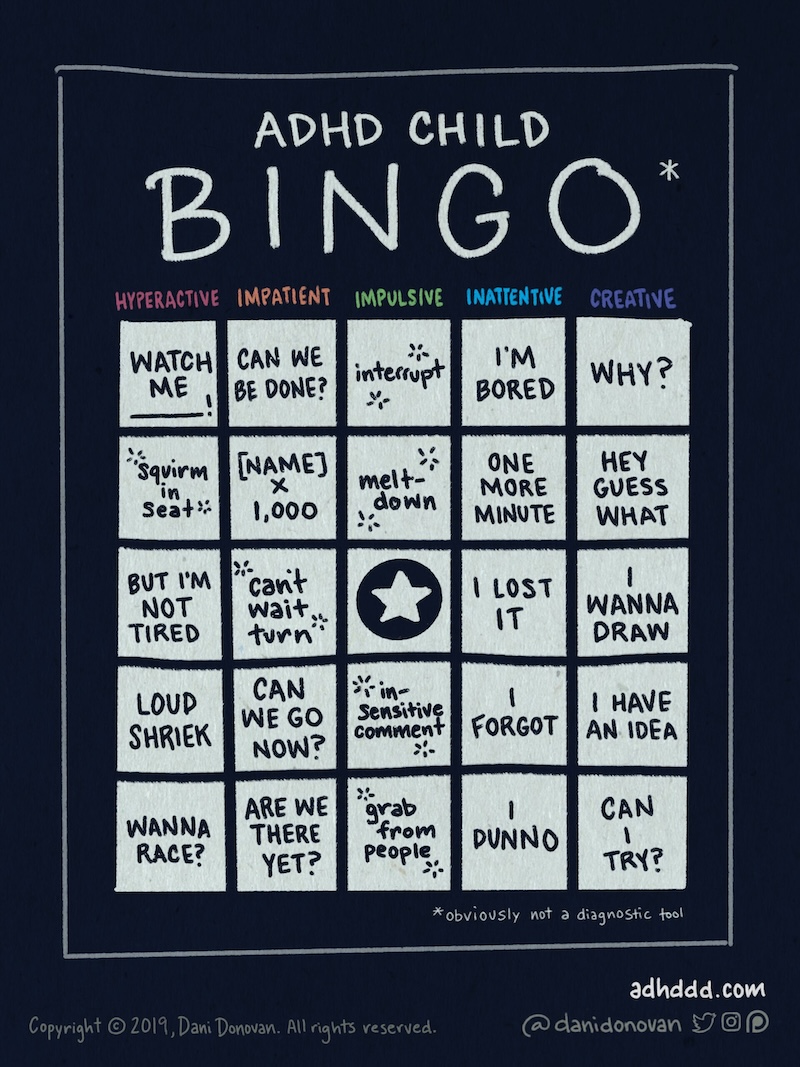 ADHD CHILD
BINGO*
HYPERACTIVE IMPATIENT IMPULSIVE INATTENTIVE CREATIVE
WATCH
ME
____!
CAN WE
BE DONE?
interrupt
I'M
BORED
WHY?
squirm
in
seat
[NAME]
X
1,000
melt-
down
ONE
MORE
MINUTE
HEY
GUESS
WHAT
BUT I'M
NOT
TIRED
can't
wait
turn
I LOST
IT
I
WANNA
DRAW
LOUD
SHRIEK
CAN
WE GO
NOW?
in-
sensitive
comment
I
FORGOT
I HAVE
AN IDEA
WANNA
RACE?
ARE WE
THERE
YET?
grab
from
people
I
DUNNO
CAN
I
TRY?
*obviously not a diagnostic tool
adhddd.com
Copyright © 2019, Dani Donovan. All rights reserved.
@danidonovan